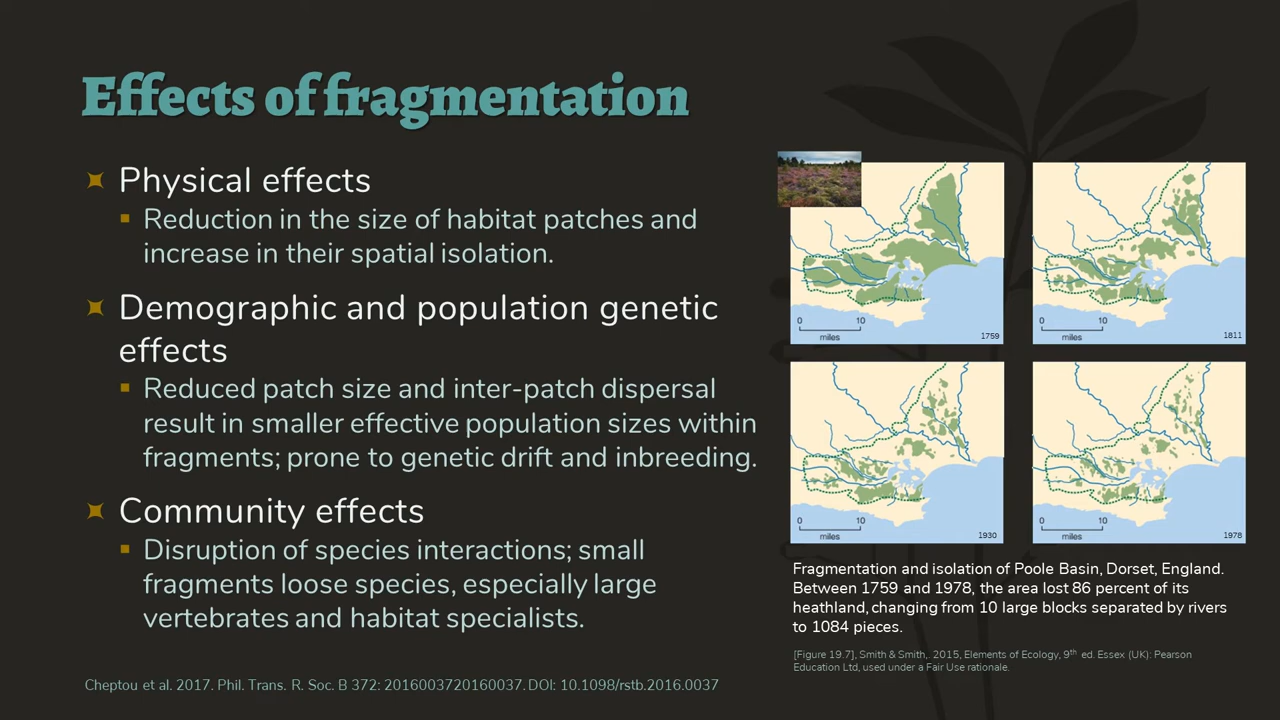 Effects of fragmentation
Physical effects
Reduction in the size of habitat patches and
increase in their spatial isolation.
Demographic and population genetic
effects
Reduced patch size and inter-patch dispersal
result in smaller effective population sizes within
fragments; prone to genetic drift and inbreeding.
Community effects
Disruption of species interactions; small
fragments loose species, especially large
vertebrates and habitat specialists.
Cheptou et al. 2017. Phil. Trans. R. Soc. B 372: 2016003720160037. DOI: 10.1098/rstb.2016.0037
0 10
miles
1759
0 10
miles
1811
0 10
miles
1930
0 10
miles
1978
Fragmentation and isolation of Poole Basin, Dorset, England.
Between 1759 and 1978, the area lost 86 percent of its
heathland, changing from 10 large blocks separated by rivers
to 1084 pieces.
[Figure 19.7], Smith & Smith,. 2015, Elements of Ecology, 9th ed. Essex (UK): Pearson
Education Ltd, used under a Fair Use rationale.